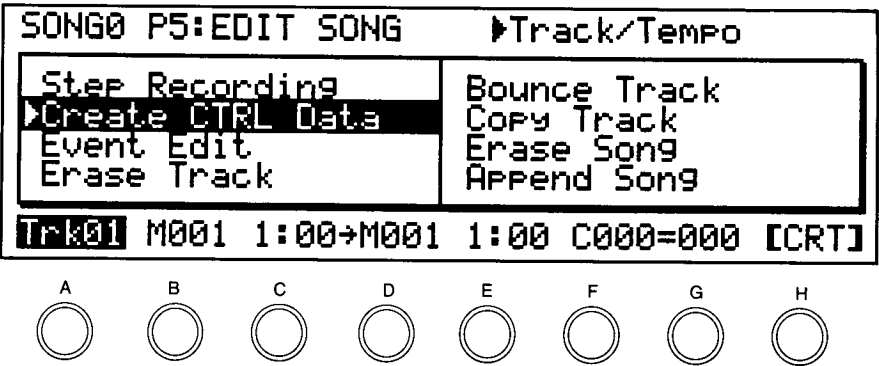 SONG0 P5:EDIT SONG ▶Track/Tempo
Step Recording
▶Create CTRL Data
Event Edit
Erase Track
Bounce Track
Copy Track
Erase Song
Append Song
Trk01 M001 1:00→M001 1:00 C000=000 [CRT]
A B C D E F G H